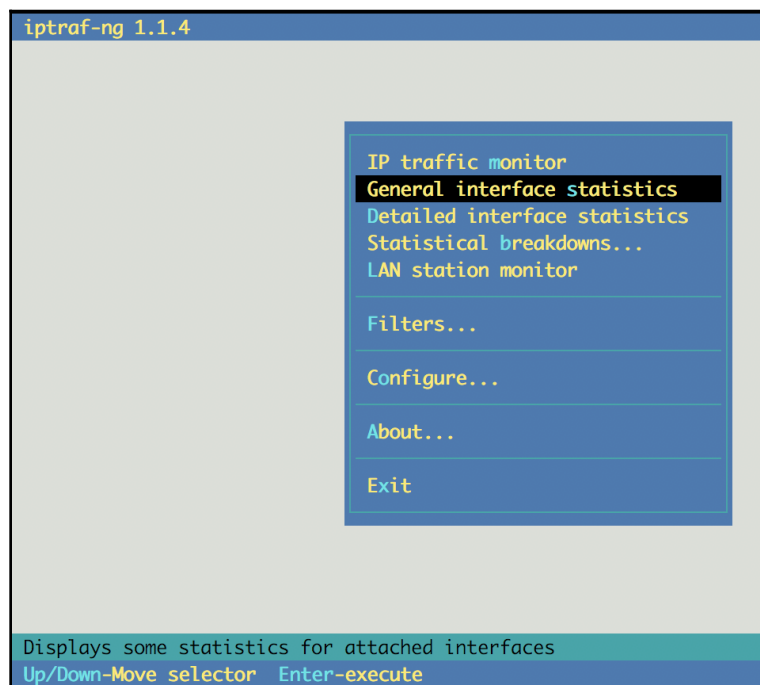 iptraf-ng 1.1.4
IP traffic monitor
General interface statistics
Detailed interface statistics
Statistical breakdowns...
LAN station monitor
Filters...
Configure...
About...
Exit
Displays some statistics for attached interfaces
Up/Down-Move selector  Enter-execute